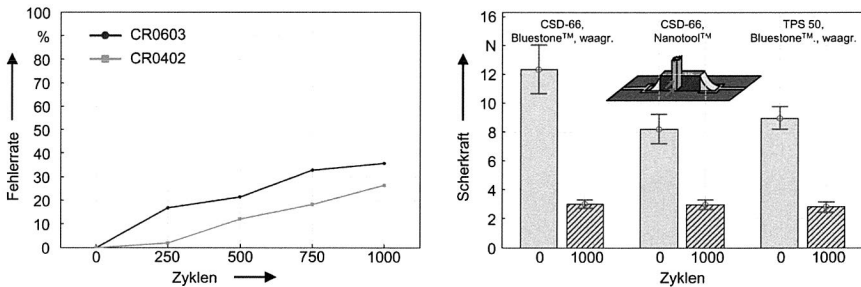 100
%
80
70
60
50
40
30
20
10
0
Fehlerrate
CR0603
CR0402
0 250 500 750 1000
Zyklen
16
N
12
10
8
6
4
2
0
Scherkraft
CSD-66,
Bluestone™, waagr.
CSD-66,
Nanotool™
TPS 50,
Bluestone™., waagr.
0 1000 0 1000 0 1000
Zyklen